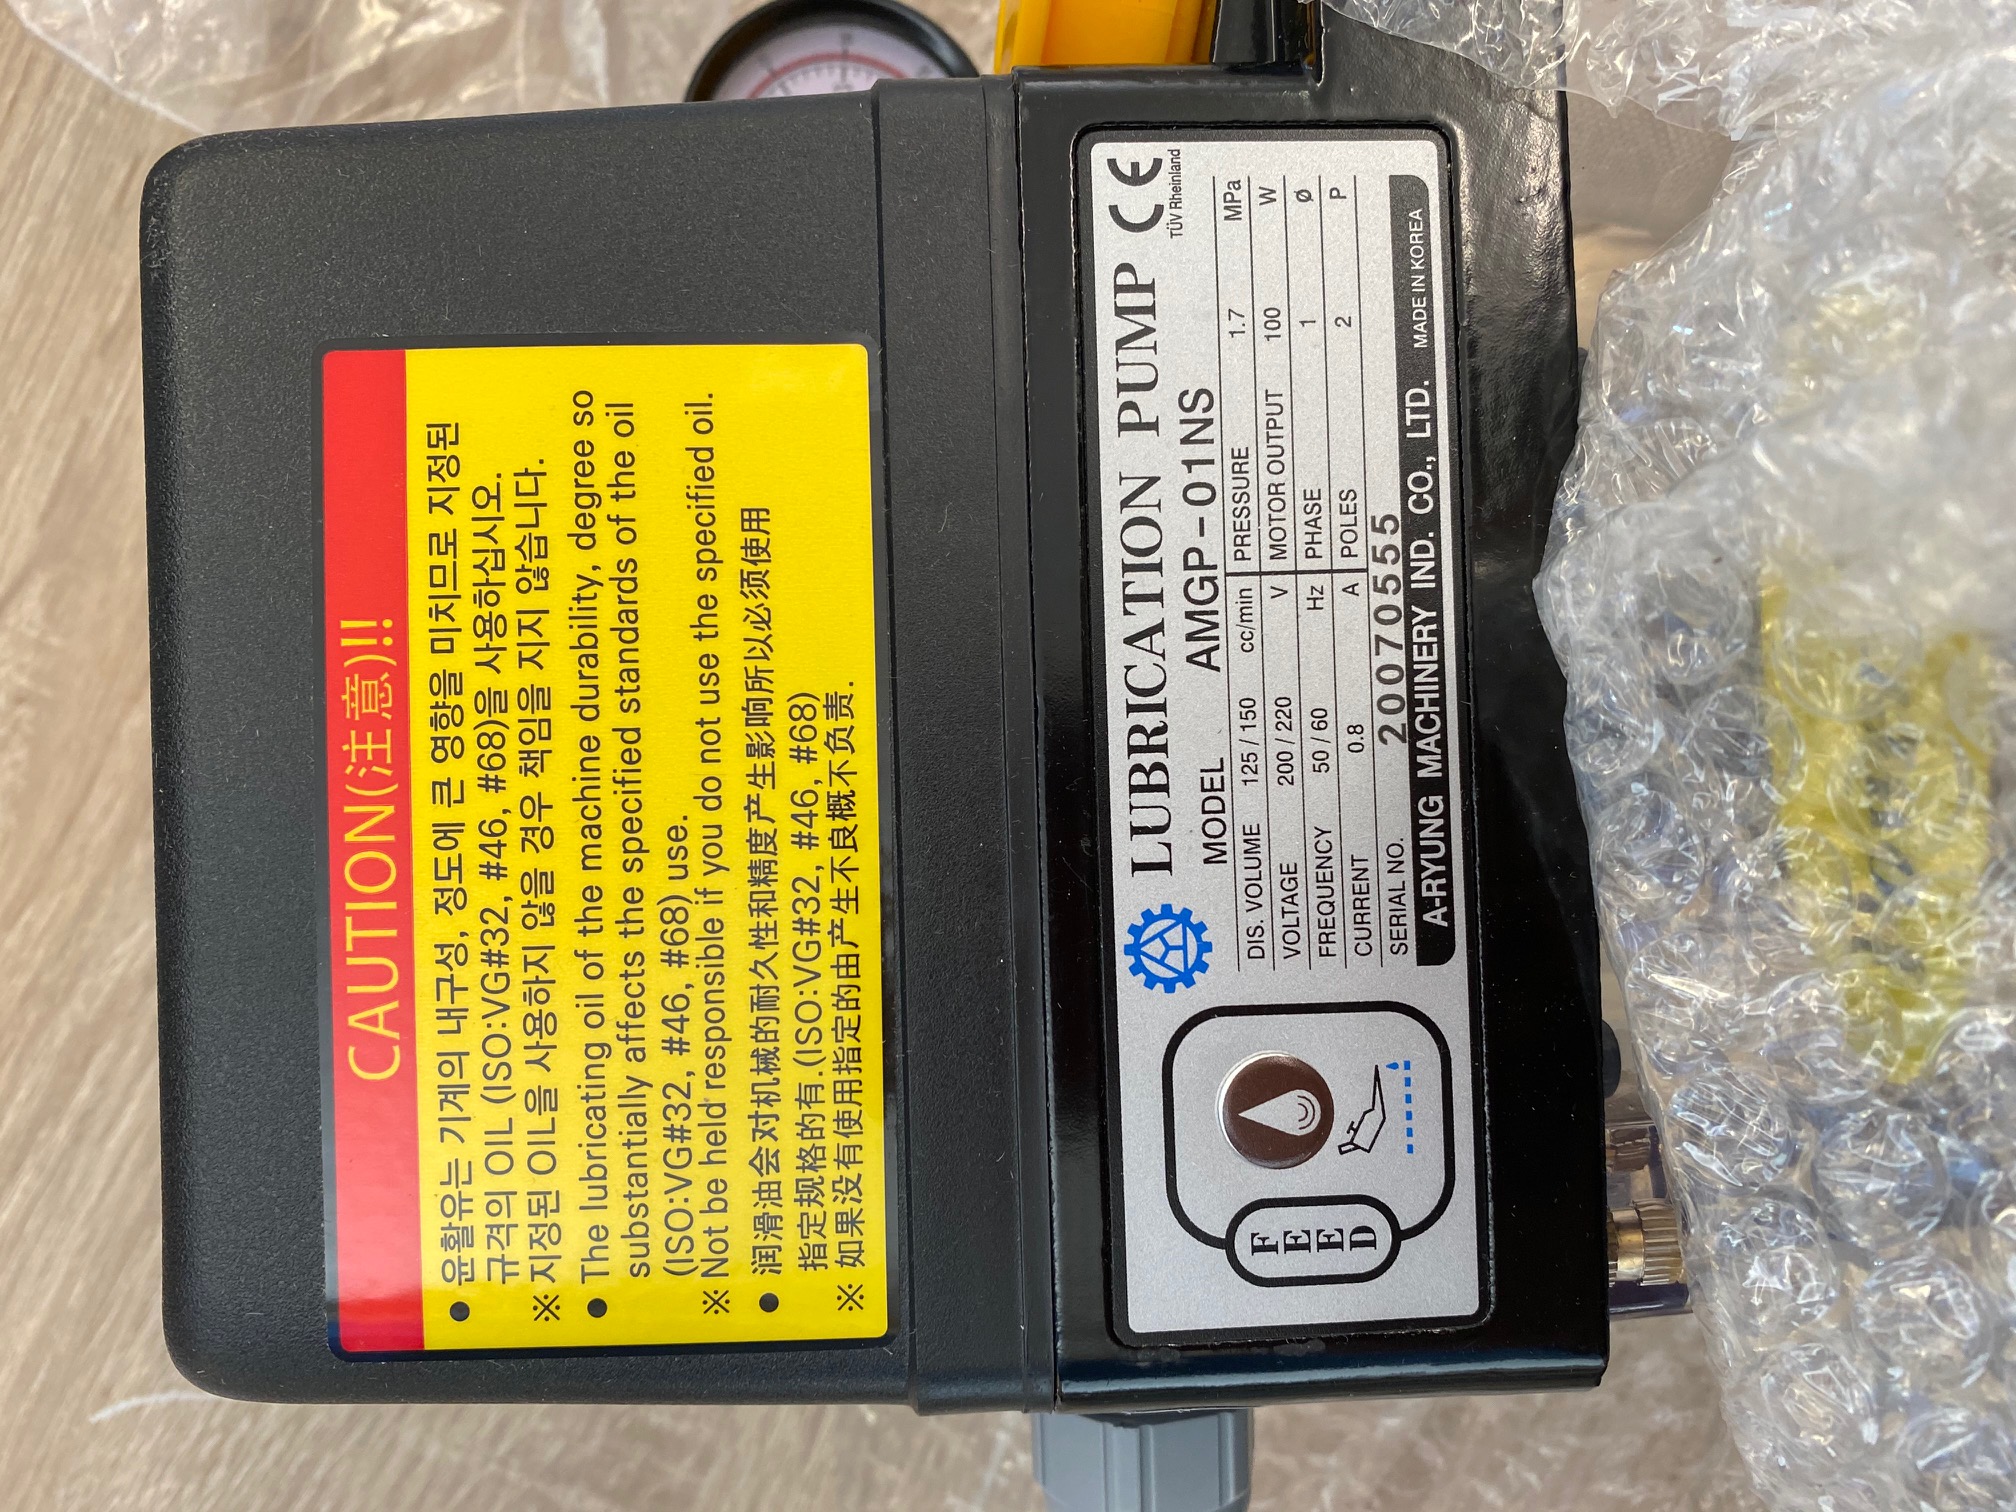 CAUTION(注意)!!
● 윤활유는 기계의 내구성, 정도에 큰 영향을 미치므로 지정된
규격의 OIL (ISO:VG#32, #46, #68)을 사용하십시오.
※ 지정된 OIL을 사용하지 않을 경우 책임을 지지 않습니다.
● The lubricating oil of the machine durability, degree so
substantially affects the specified standards of the oil
(ISO:VG#32, #46, #68) use.
※ Not be held responsible if you do not use the specified oil.
● 润滑油会对机械的耐久性和精度产生影响所以必须使用
指定规格的有.(ISO:VG#32, #46, #68)
※ 如果没有使用指定的由产生不良概不负责.
LUBRICATION PUMP CE
TÜV Rheinland
MODEL AMGP-01NS
DIS. VOLUME 125 / 150 cc/min PRESSURE 1.7 MPa
VOLTAGE 200 / 220 V MOTOR OUTPUT 100 W
FREQUENCY 50 / 60 Hz PHASE 1 ø
CURRENT 0.8 A POLES 2 P
SERIAL NO. 20070555
A-RYUNG MACHINERY IND. CO., LTD. MADE IN KOREA
FEED